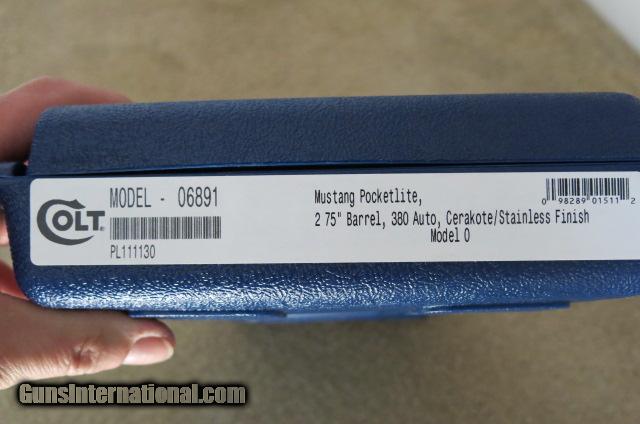 COLT
MODEL - 06891
PL111130
Mustang Pocketlite,
2 75" Barrel, 380 Auto, Cerakote/Stainless Finish
Model O
0 98289 01511 2
GunsInternational.com